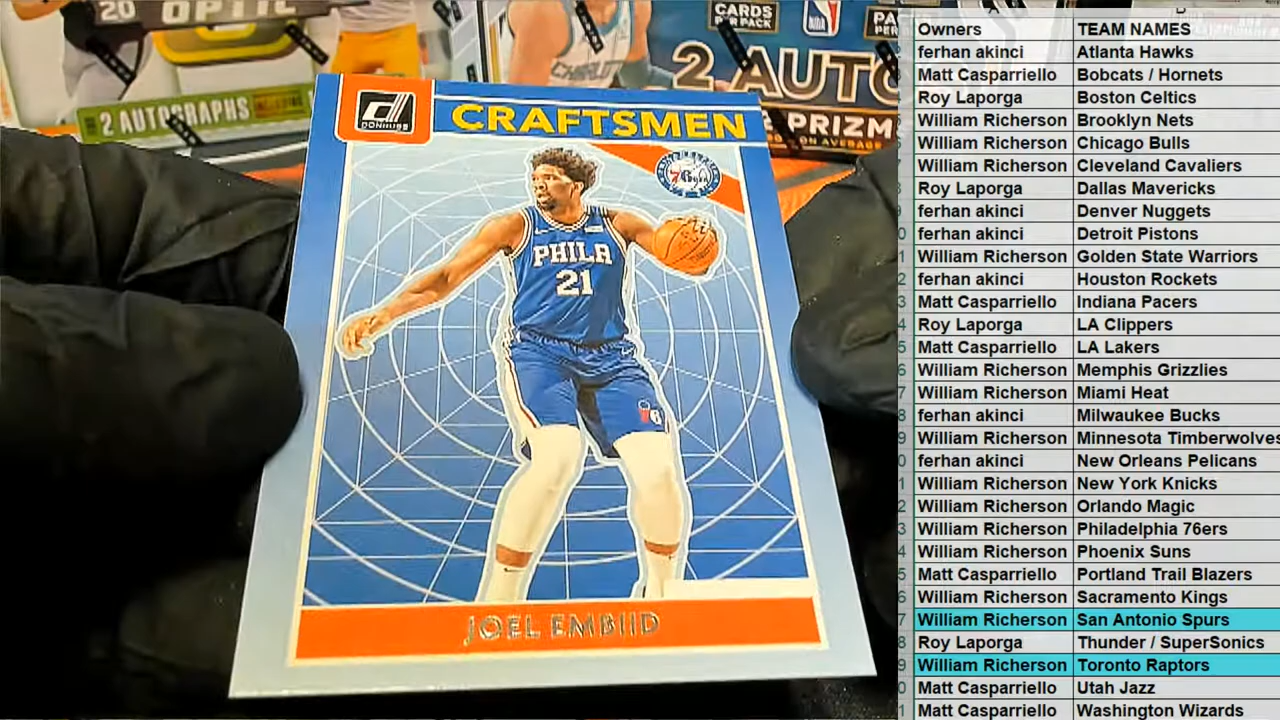 20
OPTIC
2 AUTOGRAPHS
CARDS
PER PACK
NBA
2 AUTO
PRIZM
ON AVERAGE
DONRUSS
CRAFTSMEN
76ers
PHILA
21
76
JOEL EMBIID
Owners TEAM NAMES
ferhan akinci Atlanta Hawks
Matt Casparriello Bobcats / Hornets
Roy Laporga Boston Celtics
William Richerson Brooklyn Nets
William Richerson Chicago Bulls
William Richerson Cleveland Cavaliers
Roy Laporga Dallas Mavericks
ferhan akinci Denver Nuggets
ferhan akinci Detroit Pistons
William Richerson Golden State Warriors
ferhan akinci Houston Rockets
Matt Casparriello Indiana Pacers
Roy Laporga LA Clippers
Matt Casparriello LA Lakers
William Richerson Memphis Grizzlies
William Richerson Miami Heat
ferhan akinci Milwaukee Bucks
William Richerson Minnesota Timberwolves
ferhan akinci New Orleans Pelicans
William Richerson New York Knicks
William Richerson Orlando Magic
William Richerson Philadelphia 76ers
William Richerson Phoenix Suns
Matt Casparriello Portland Trail Blazers
William Richerson Sacramento Kings
William Richerson San Antonio Spurs
Roy Laporga Thunder / SuperSonics
William Richerson Toronto Raptors
Matt Casparriello Utah Jazz
Matt Casparriello Washington Wizards